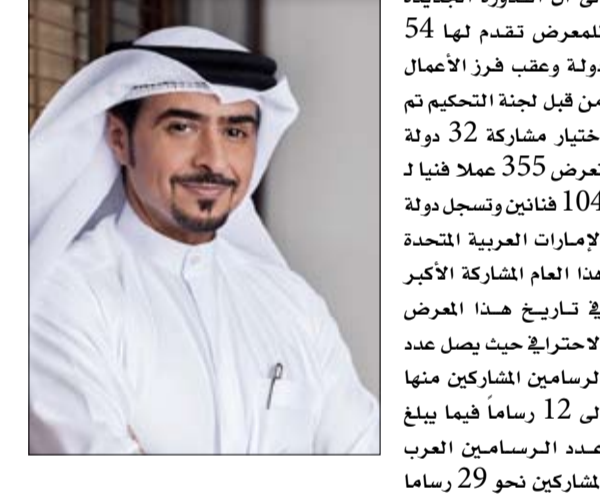 للمعرض تقدم لها 54
دولة وعقب فرز الأعمال
من قبل لجنة التحكيم تم
اختيار مشاركة 32 دولة
تعرض 355 عملا فنيا لـ
104 فنانين وتسجل دولة
الإمارات العربية المتحدة
هذا العام المشاركة الأكبر
في تاريخ هذا المعرض
الاحترافي حيث يصل عدد
الرسامين المشاركين منها
إلى 12 رساماً فيما يبلغ
عدد الرسامين العرب
المشاركين نحو 29 رساما